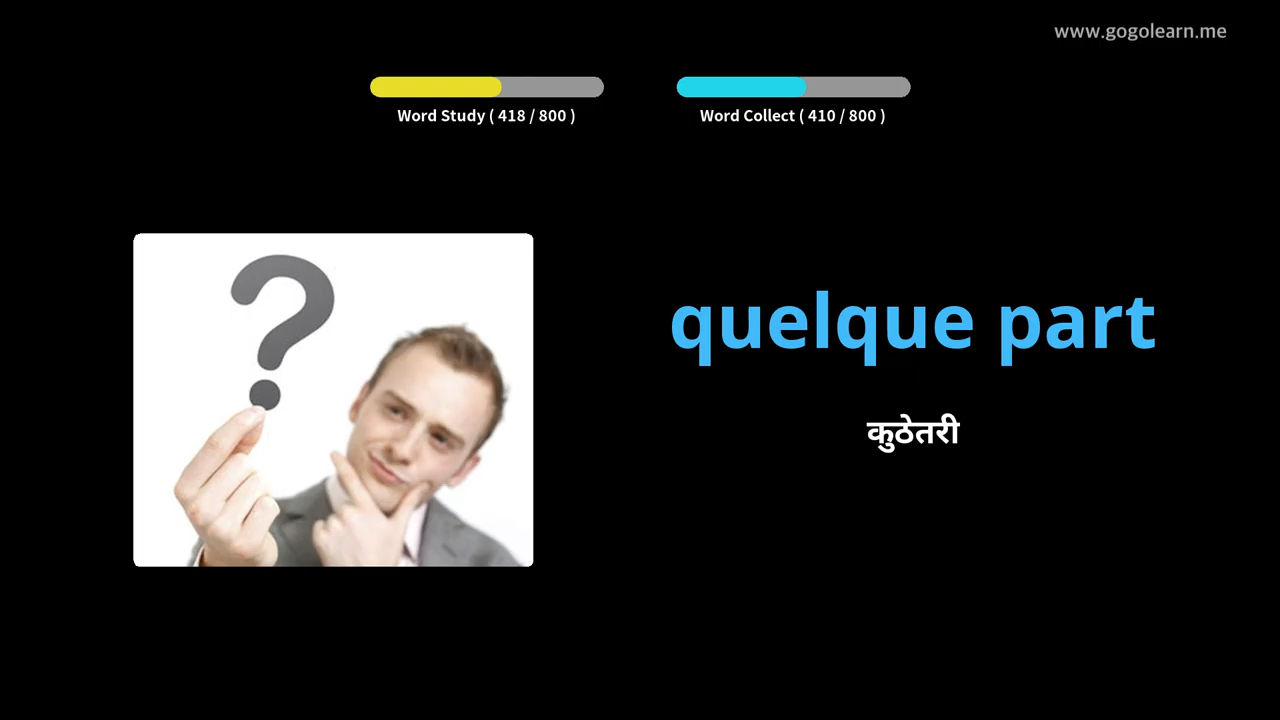 www.gogolearn.me
Word Study ( 418 / 800 )
Word Collect ( 410 / 800 )
quelque part
कुठेतरी